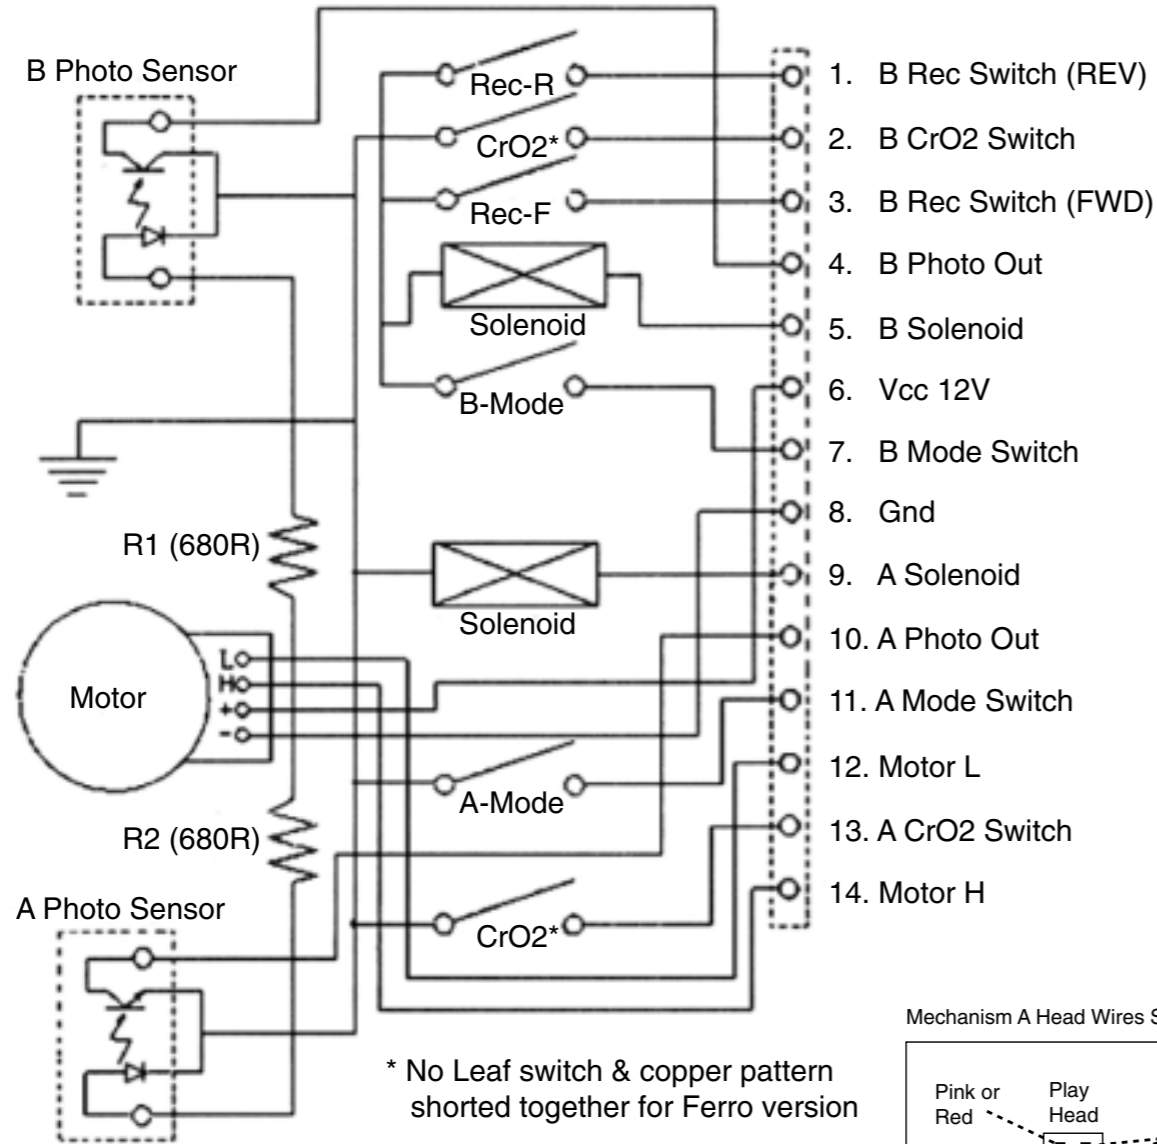 B Photo Sensor
Rec-R
CrO2*
Rec-F
Solenoid
B-Mode
1. B Rec Switch (REV)
2. B CrO2 Switch
3. B Rec Switch (FWD)
4. B Photo Out
5. B Solenoid
6. Vcc 12V
7. B Mode Switch
8. Gnd
9. A Solenoid
10. A Photo Out
11. A Mode Switch
12. Motor L
13. A CrO2 Switch
14. Motor H
R1 (680R)
Solenoid
Motor
L
H
+
-
A-Mode
R2 (680R)
A Photo Sensor
CrO2*
* No Leaf switch & copper pattern
shorted together for Ferro version
Mechanism A Head Wires S
Pink or
Red
Play
Head